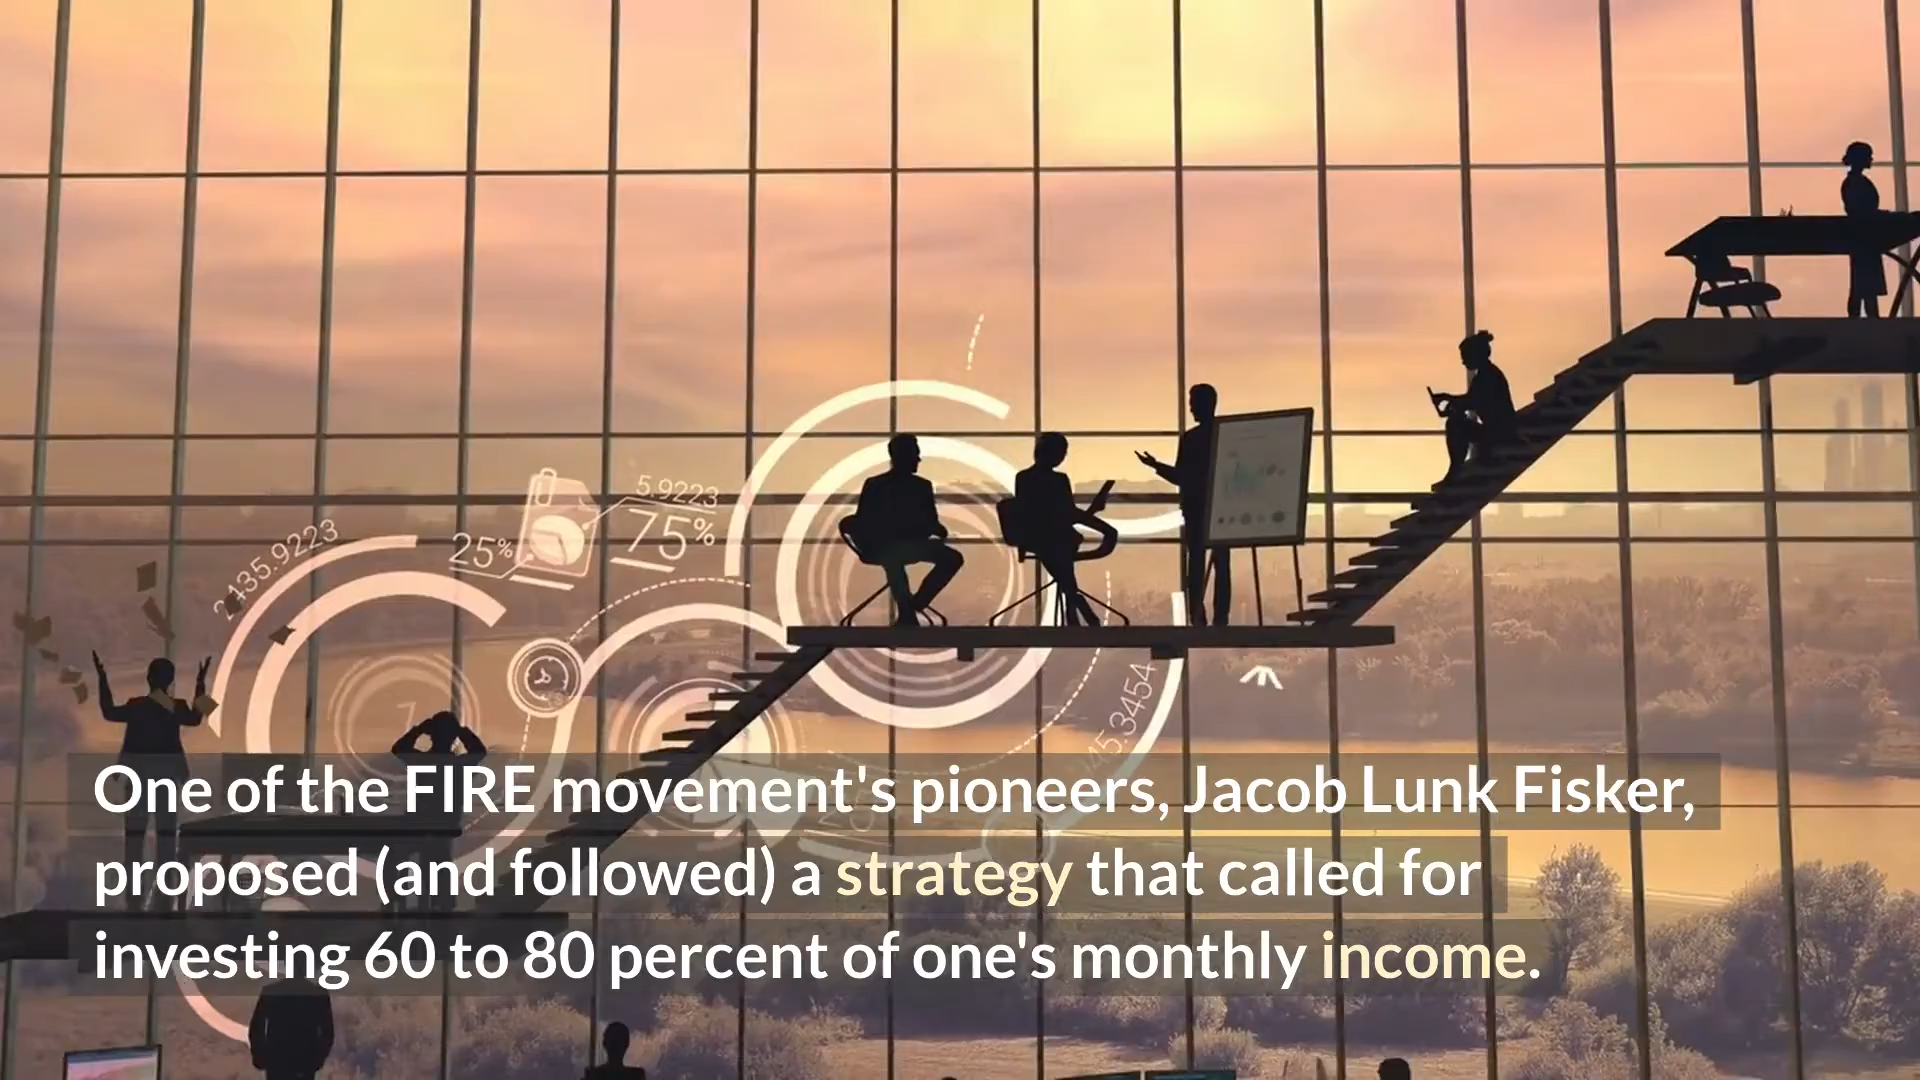 5.9223
75%
25%
2435.9223
45.3454
One of the FIRE movement's pioneers, Jacob Lunk Fisker,
proposed (and followed) a strategy that called for
investing 60 to 80 percent of one's monthly income.